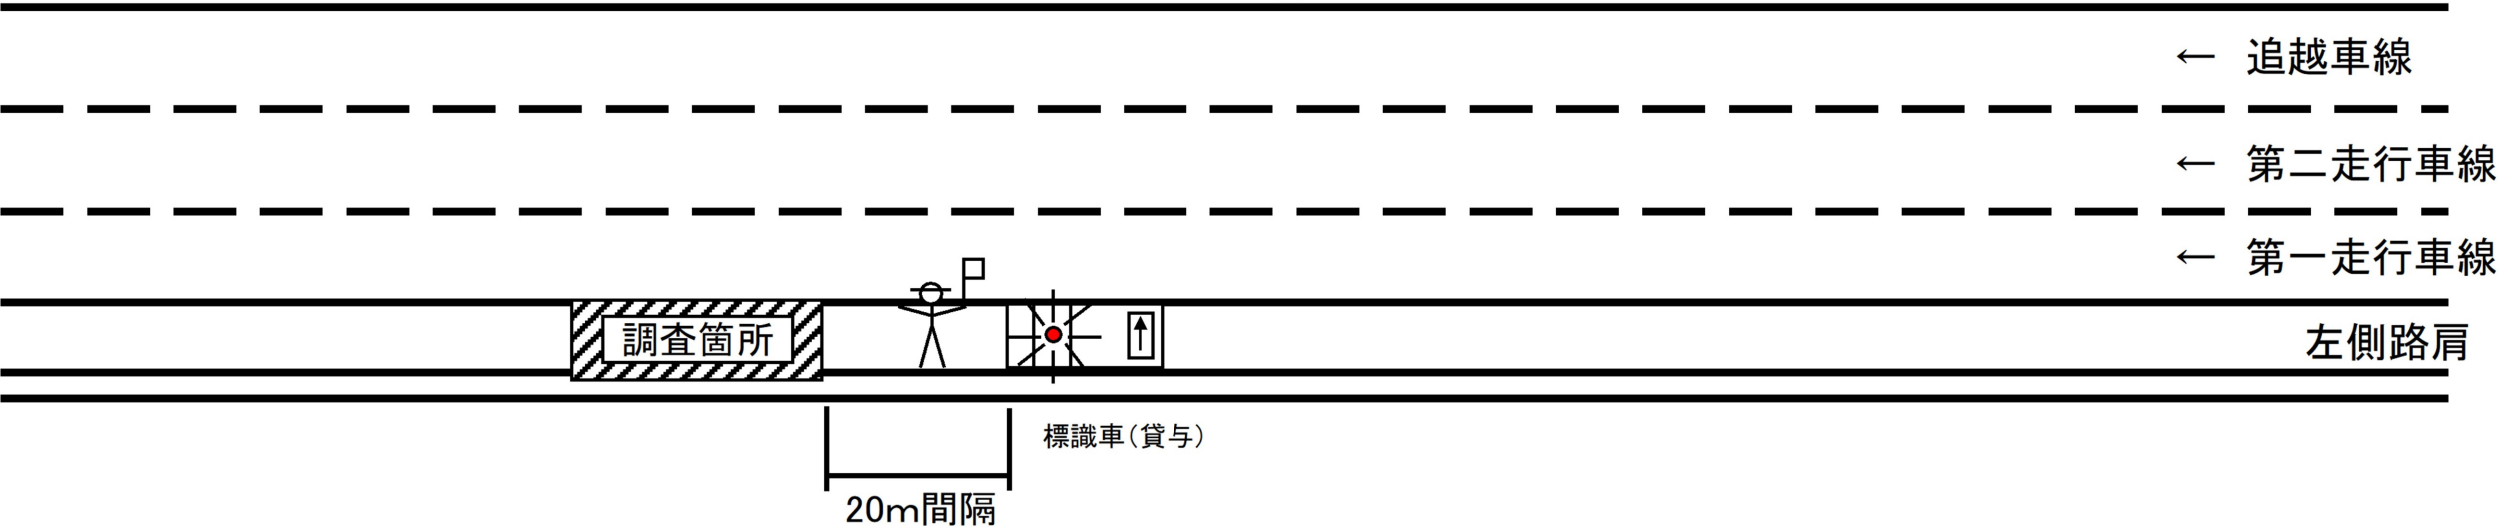 ← 追越車線
← 第二走行車線
← 第一走行車線
調査箇所
左側路肩
標識車(貸与)
20m間隔